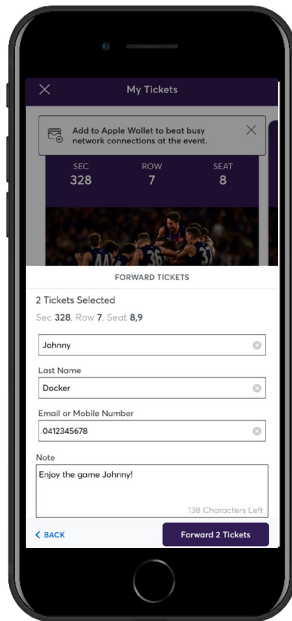 My Tickets
Add to Apple Wallet to beat busy
network connections at the event.
SEC ROW SEAT
328 7 8
36
FORWARD TICKETS
2 Tickets Selected
Sec 328, Row 7, Seat 8,9
Johnny
Last Name
Docker
Email or Mobile Number
0412345678
Note
Enjoy the game Johnny!
138 Characters Left
BACK Forward 2 Tickets